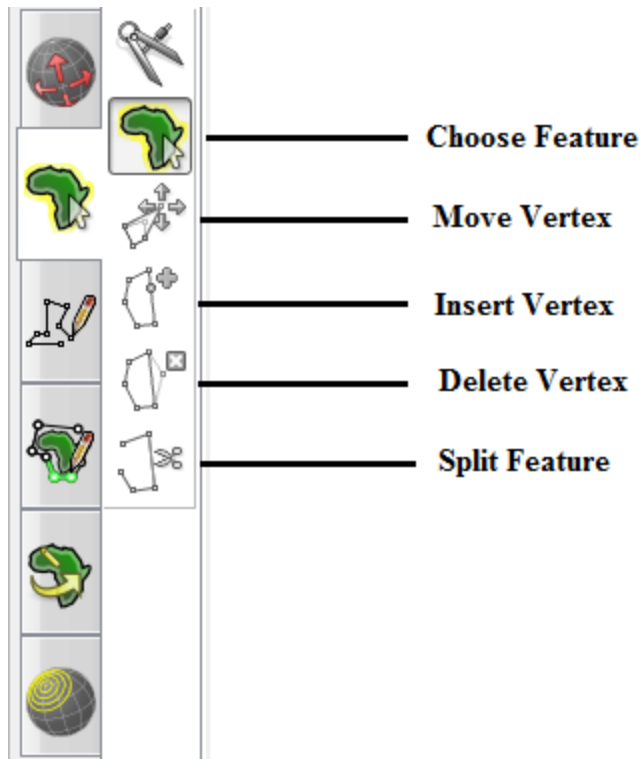 Choose Feature
Move Vertex
Insert Vertex
Delete Vertex
Split Feature